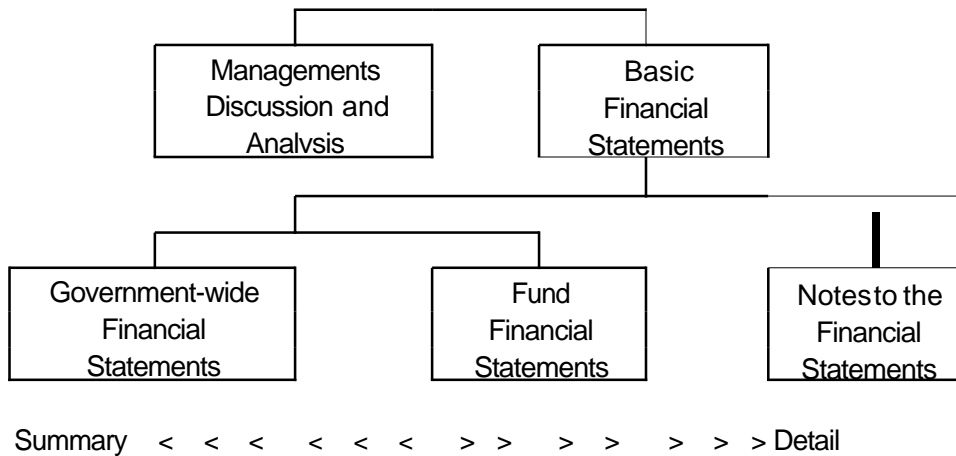 Managements
Discussion and
Analysis
Basic
Financial
Statements
Government-wide
Financial
Statements
Fund
Financial
Statements
Notes to the
Financial
Statements
Summary < < < < < < > > > > > > > Detail